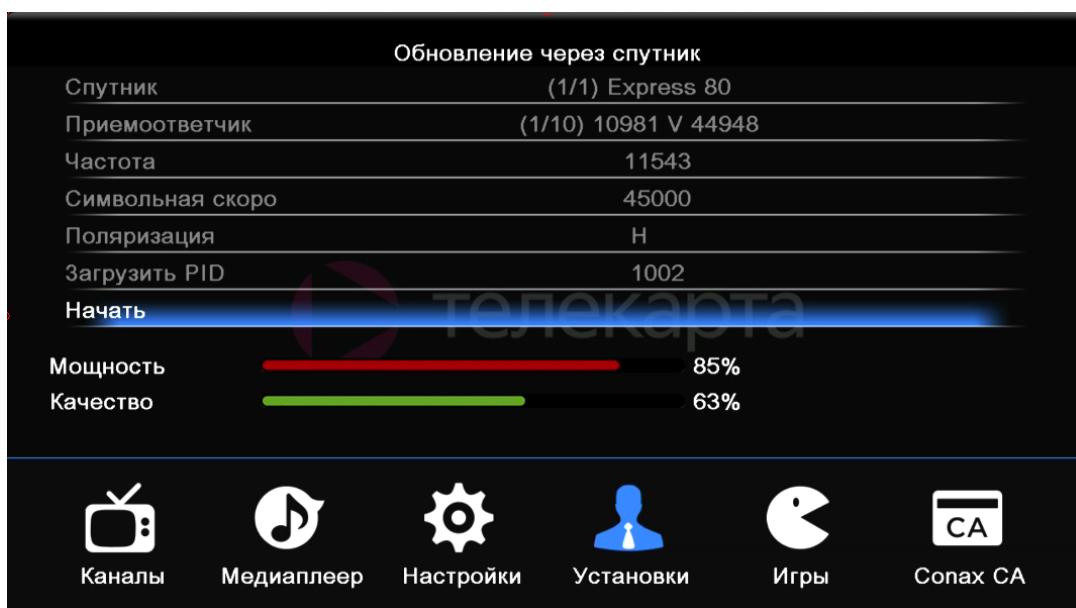 Обновление через спутник
Спутник (1/1) Express 80
Приемоответчик (1/10) 10981 V 44948
Частота 11543
Символьная скоро 45000
Поляризация H
Загрузить PID 1002
Начать
телекарта
Мощность 85%
Качество 63%
Каналы Медиаплеер Настройки Установки Игры Conax CA
CA